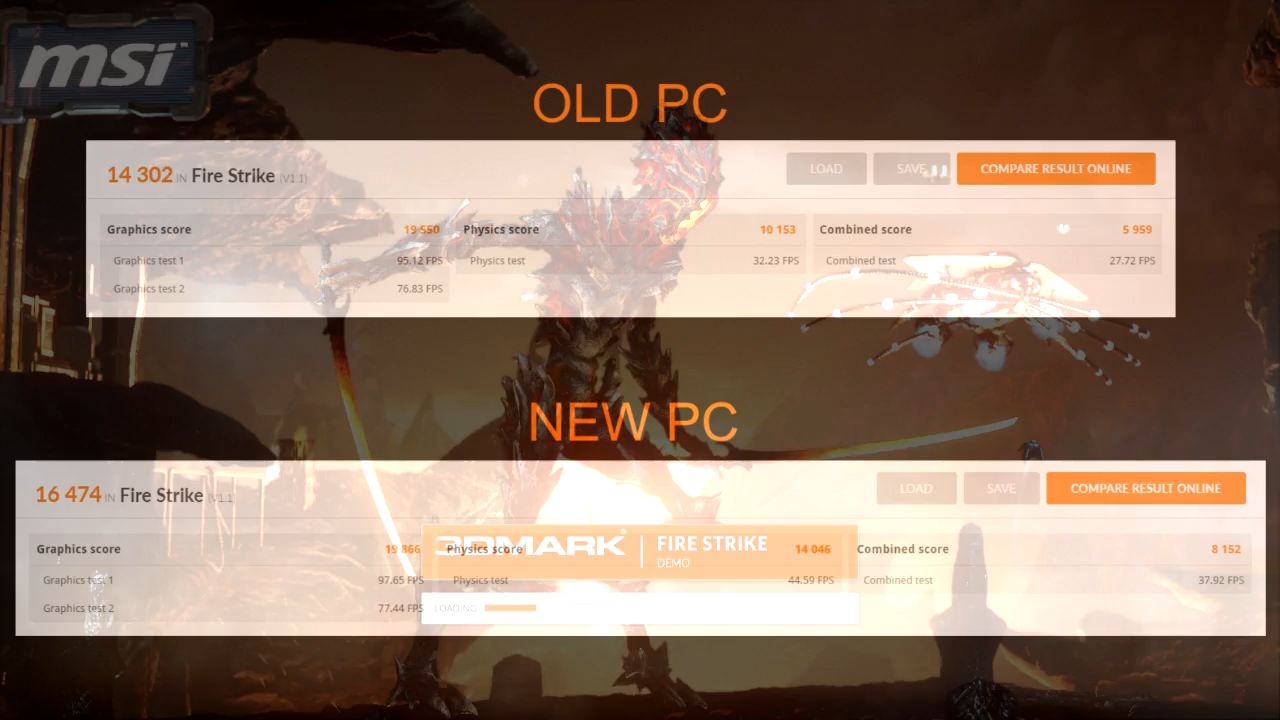 msi™
OLD PC
14 302 IN Fire Strike (V1.1) LOAD SAVE COMPARE RESULT ONLINE
Graphics score 19 550 Physics score 10 153 Combined score 5 959
Graphics test 1 95.12 FPS Physics test 32.23 FPS Combined test 27.72 FPS
Graphics test 2 76.83 FPS
NEW PC
16 474 IN Fire Strike (V1.1) LOAD SAVE COMPARE RESULT ONLINE
Graphics score 19 866 Physics score 14 046 Combined score 8 152
3DMARK® FIRE STRIKE
DEMO
Graphics test 1 97.65 FPS Physics test 44.59 FPS Combined test 37.92 FPS
Graphics test 2 77.44 FPS
LOADING